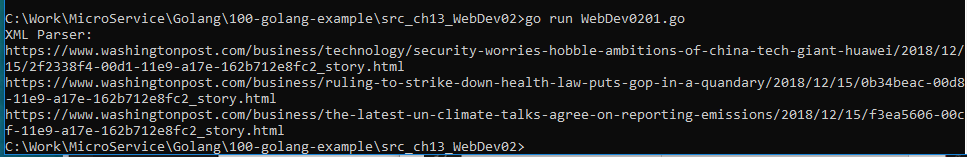 C:\Work\MicroService\Golang\100-golang-example\src_ch13_WebDev02>go run WebDev0201.go
XML Parser:
https://www.washingtonpost.com/business/technology/security-worries-hobble-ambitions-of-china-tech-giant-huawei/2018/12/
15/2f2338f4-00d1-11e9-a17e-162b712e8fc2_story.html
https://www.washingtonpost.com/business/ruling-to-strike-down-health-law-puts-gop-in-a-quandary/2018/12/15/0b34beac-00d8
-11e9-a17e-162b712e8fc2_story.html
https://www.washingtonpost.com/business/the-latest-un-climate-talks-agree-on-reporting-emissions/2018/12/15/f3ea5606-00c
f-11e9-a17e-162b712e8fc2_story.html
C:\Work\MicroService\Golang\100-golang-example\src_ch13_WebDev02>